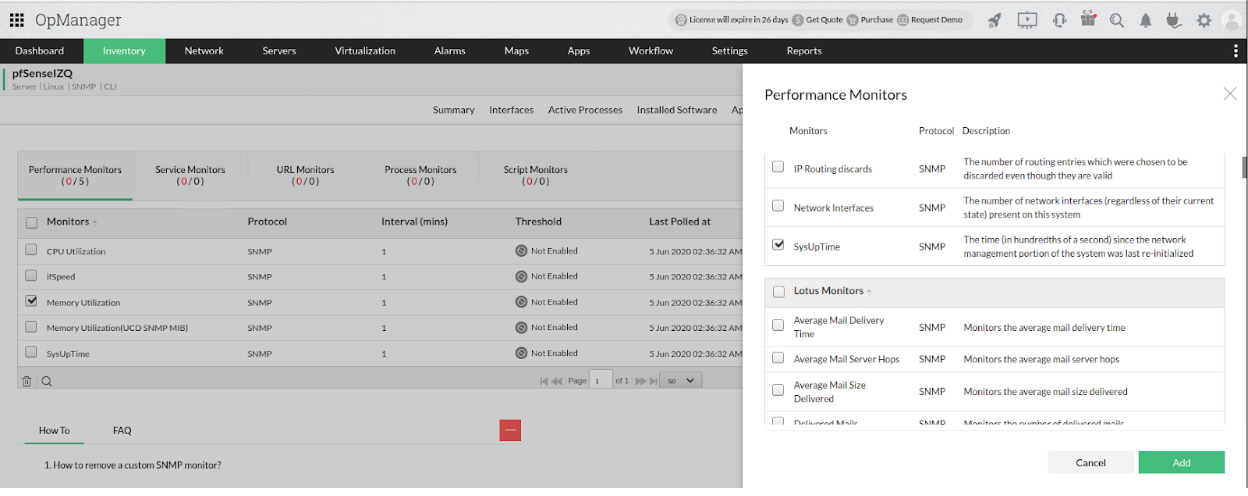 OpManager
License will expire in 26 days Get Quote Purchase Request Demo
Dashboard Inventory Network Servers Virtualization Alarms Maps Apps Workflow Settings Reports
pfSenseIZQ
Server | Linux | SNMP | CLI
Summary Interfaces Active Processes Installed Software Ap
Performance Monitors
(0/5)
Service Monitors
(0/0)
URL Monitors
(0/0)
Process Monitors
(0/0)
Script Monitors
(0/0)
Monitors Protocol Interval (mins) Threshold Last Polled at
CPU Utilization SNMP 1 Not Enabled 5 Jun 2020 02:36:32 AM
ifSpeed SNMP 1 Not Enabled 5 Jun 2020 02:36:32 AM
Memory Utilization SNMP 1 Not Enabled 5 Jun 2020 02:36:32 AM
Memory Utilization(UCD SNMP MIB) SNMP 1 Not Enabled 5 Jun 2020 02:36:32 AM
SysUpTime SNMP 1 Not Enabled 5 Jun 2020 02:36:32 AM
Page 1 of 1 50
How To FAQ
1. How to remove a custom SNMP monitor?
Performance Monitors
Monitors Protocol Description
IP Routing discards SNMP The number of routing entries which were chosen to be
discarded even though they are valid
Network Interfaces SNMP The number of network interfaces (regardless of their current
state) present on this system
SysUpTime SNMP The time (in hundredths of a second) since the network
management portion of the system was last re-initialized
Lotus Monitors
Average Mail Delivery
Time SNMP Monitors the average mail delivery time
Average Mail Server Hops SNMP Monitors the average mail server hops
Average Mail Size
Delivered SNMP Monitors the average mail size delivered
Delivered Mails SNMP Monitors the number of delivered mails
Cancel Add